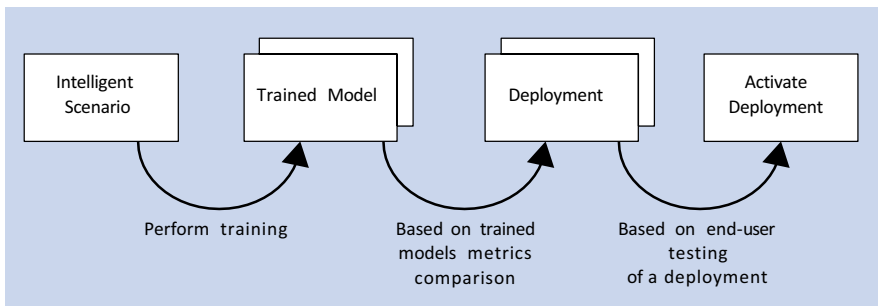 Intelligent
Scenario
Trained Model
Deployment
Activate
Deployment
Perform training
Based on trained
models metrics
comparison
Based on end-user
testing
of a deployment